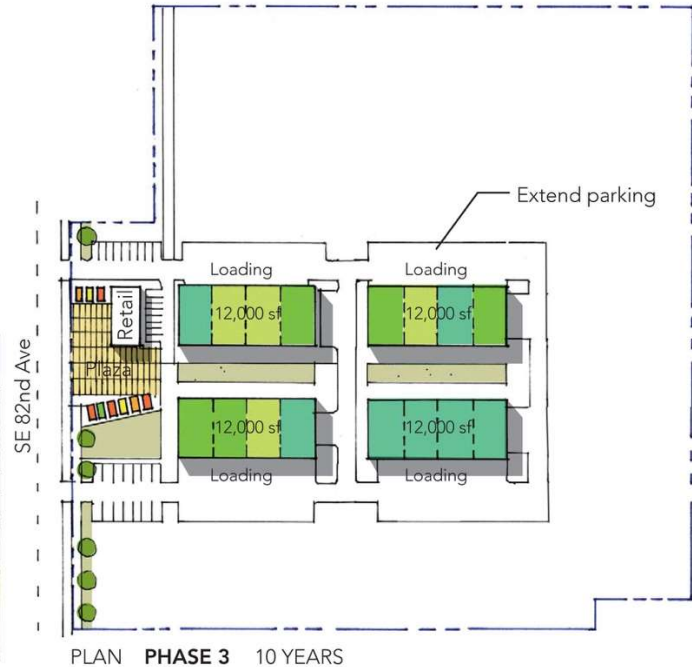 Extend parking
Loading
Loading
12,000 sf
12,000 sf
Retail
Plaza
SE 82nd Ave
12,000 sf
12,000 sf
Loading
Loading
PLAN PHASE 3 10 YEARS